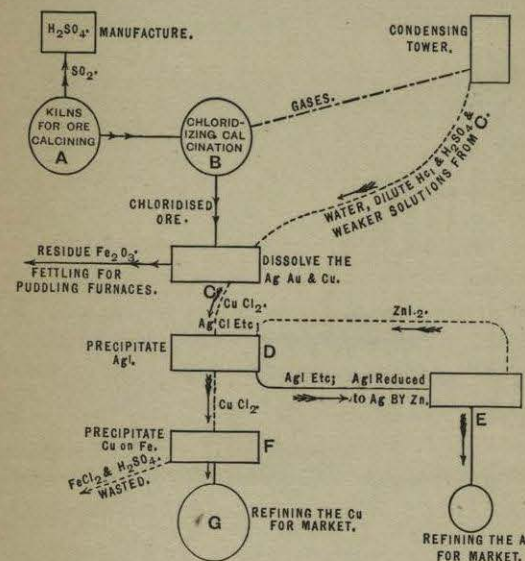 H₂SO₄.
MANUFACTURE.
SO₂.
CONDENSING
TOWER.
KILNS
FOR ORE
CALCINING
A
CHLORID-
IZING CAL
CINATION
B
GASES.
WATER, DILUTE Hcl & H₂SO₄ &
WEAKER SOLUTIONS FROM C.
CHLORIDISED
ORE.
RESIDUE Fe₂O₃.
FETTLING FOR
PUDDLING FURNACES.
DISSOLVE THE
Ag Au & Cu.
C
Cu Cl₂.
Ag Cl Etc;
ZnI₂.
PRECIPITATE
AgI.
D
AgI Etc; AgI Reduced
to Ag BY Zn.
E
Cu Cl₂.
PRECIPITATE
Cu on Fe.
F
FeCl₂ & H₂SO₄.
WASTED.
G
REFINING THE Cu
FOR MARKET.
REFINING THE A
FOR MARKET.